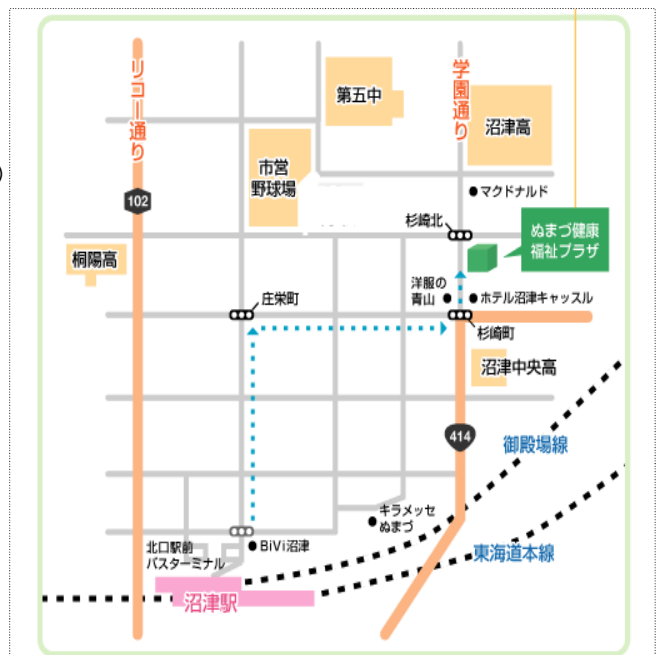 リコー通り
102
第五中
学園通り
沼津高
市営
野球場
マクドナルド
杉崎北
ぬまづ健康
福祉プラザ
桐陽高
洋服の
青山
ホテル沼津キャッスル
庄栄町
杉崎町
沼津中央高
414
御殿場線
キラメッセ
ぬまづ
北口駅前
バスターミナル
BiVi沼津
東海道本線
沼津駅
)